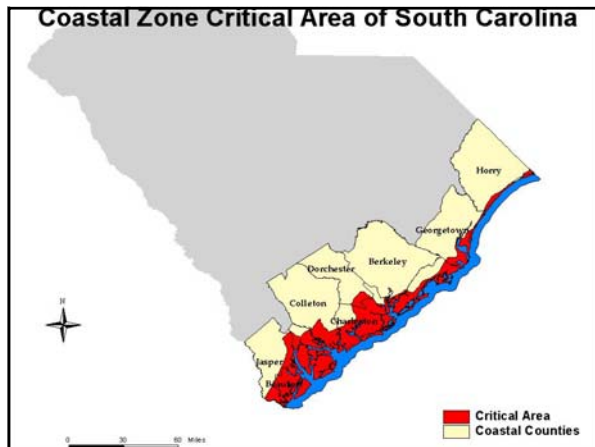 Coastal Zone Critical Area of South Carolina
Horry
Georgetown
Berkeley
Dorchester
Colleton
Charleston
Jasper
Beaufort
N
0 30 60 Miles
Critical Area
Coastal Counties